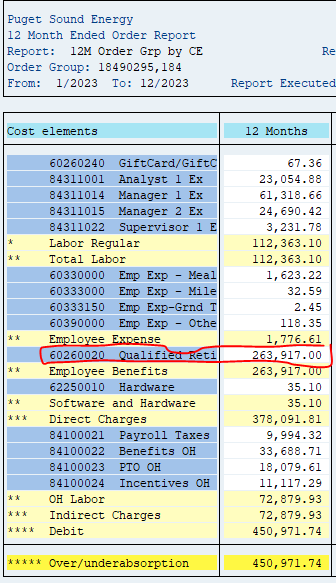 Puget Sound Energy
12 Month Ended Order Report
Report: 12M Order Grp by CE Re
Order Group: 18490295,184
From: 1/2023 To: 12/2023 Report Executed
Cost elements 12 Months
60260240 GiftCard/GiftC 67.36
84311001 Analyst 1 Ex 23,054.88
84311014 Manager 1 Ex 61,318.66
84311015 Manager 2 Ex 24,690.42
84311022 Supervisor 1 E 3,231.78
* Labor Regular 112,363.10
** Total Labor 112,363.10
60330000 Emp Exp - Meal 1,623.22
60333000 Emp Exp - Mile 32.59
60333150 Emp Exp-Grnd T 2.45
60390000 Emp Exp - Othe 118.35
** Employee Expense 1,776.61
60260020 Qualified Reti 263,917.00
** Employee Benefits 263,917.00
62250010 Hardware 35.10
** Software and Hardware 35.10
*** Direct Charges 378,091.81
84100021 Payroll Taxes 9,994.32
84100022 Benefits OH 33,688.71
84100023 PTO OH 18,079.61
84100024 Incentives OH 11,117.29
** OH Labor 72,879.93
*** Indirect Charges 72,879.93
**** Debit 450,971.74
***** Over/underabsorption 450,971.74